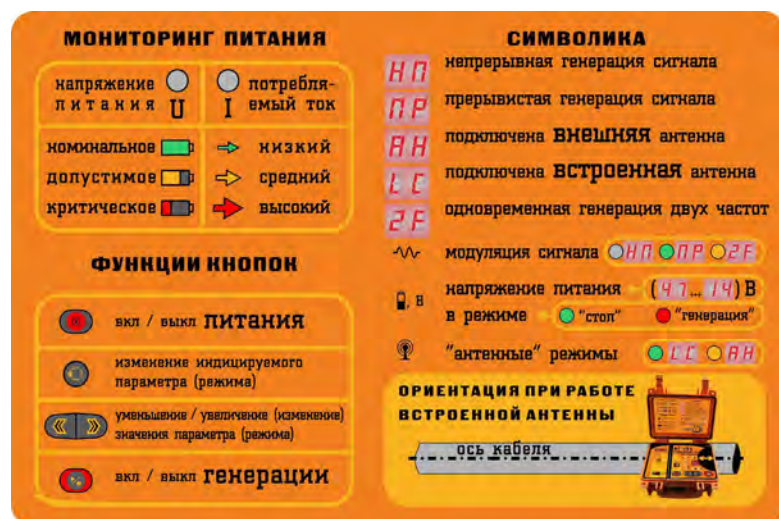 МОНИТОРИНГ ПИТАНИЯ
напряжение
питания U
I потребля-
емый ток
номинальное
низкий
допустимое
средний
критическое
высокий
ФУНКЦИИ КНОПОК
вкл / выкл питания
изменение индицируемого
параметра (режима)
уменьшение / увеличение (изменение)
значения параметра (режима)
вкл / выкл генерации
СИМВОЛИКА
НП непрерывная генерация сигнала
ПР прерывистая генерация сигнала
АН подключена внешняя антенна
LC подключена встроенная антенна
2F одновременная генерация двух частот
модуляция сигнала НП ПР 2F
, В напряжение питания (47...14) В
в режиме "стоп" "генерация"
"антенные" режимы LC АН
ОРИЕНТАЦИЯ ПРИ РАБОТЕ
ВСТРОЕННОЙ АНТЕННЫ
ось кабеля